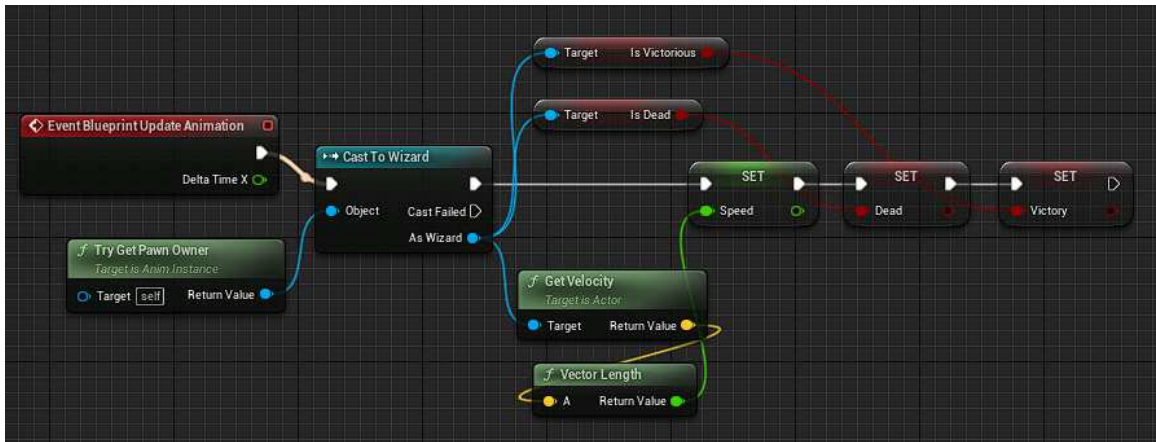 Target Is Victorious
Target Is Dead
Event Blueprint Update Animation
Delta Time X
Cast To Wizard
Object Cast Failed
As Wizard
SET
Speed
SET
Dead
SET
Victory
f Try Get Pawn Owner
Target is Anim Instance
Target self Return Value
f Get Velocity
Target is Actor
Target Return Value
f Vector Length
A Return Value